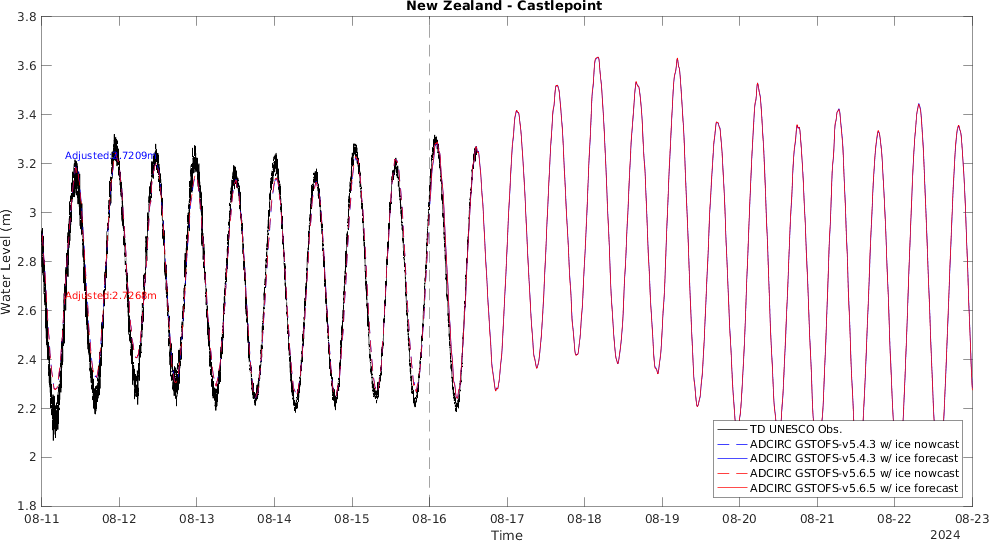 New Zealand - Castlepoint
3.8
3.6
3.4
3.2
3
2.8
2.6
2.4
2.2
2
1.8
Water Level (m)
Adjusted:2.7209m
Adjusted:2.7268m
TD UNESCO Obs.
ADCIRC GSTOFS-v5.4.3 w/ ice nowcast
ADCIRC GSTOFS-v5.4.3 w/ ice forecast
ADCIRC GSTOFS-v5.6.5 w/ ice nowcast
ADCIRC GSTOFS-v5.6.5 w/ ice forecast
08-11 08-12 08-13 08-14 08-15 08-16 08-17 08-18 08-19 08-20 08-21 08-22 08-23
Time
2024